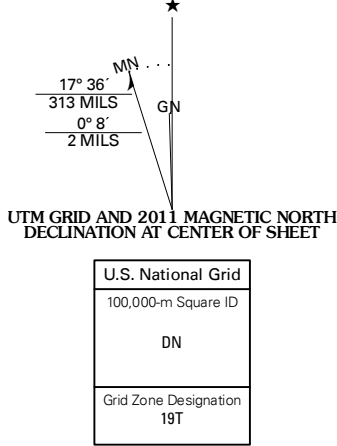 ★
MN
GN
17° 36´
313 MILS
0° 8´
2 MILS
UTM GRID AND 2011 MAGNETIC NORTH
DECLINATION AT CENTER OF SHEET
U.S. National Grid
100,000-m Square ID
DN
Grid Zone Designation
19T